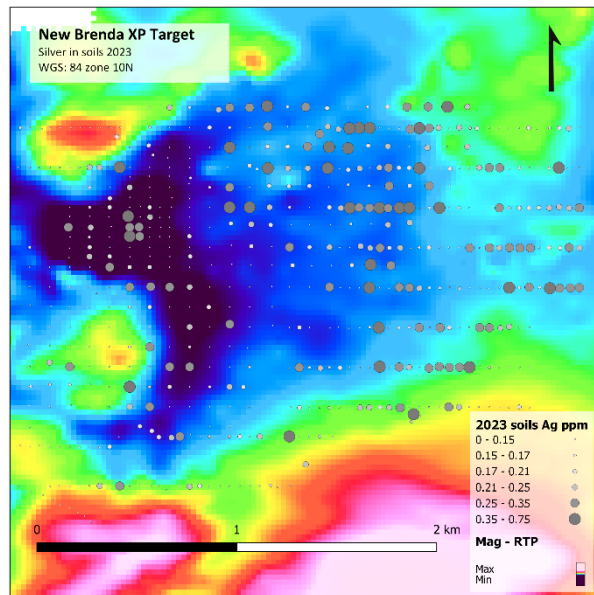 New Brenda XP Target
Silver in soils 2023
WGS: 84 zone 10N
2023 soils Ag ppm
0 - 0.15
0.15 - 0.17
0.17 - 0.21
0.21 - 0.25
0.25 - 0.35
0.35 - 0.75
Mag - RTP
Max
Min
0 1 2 km